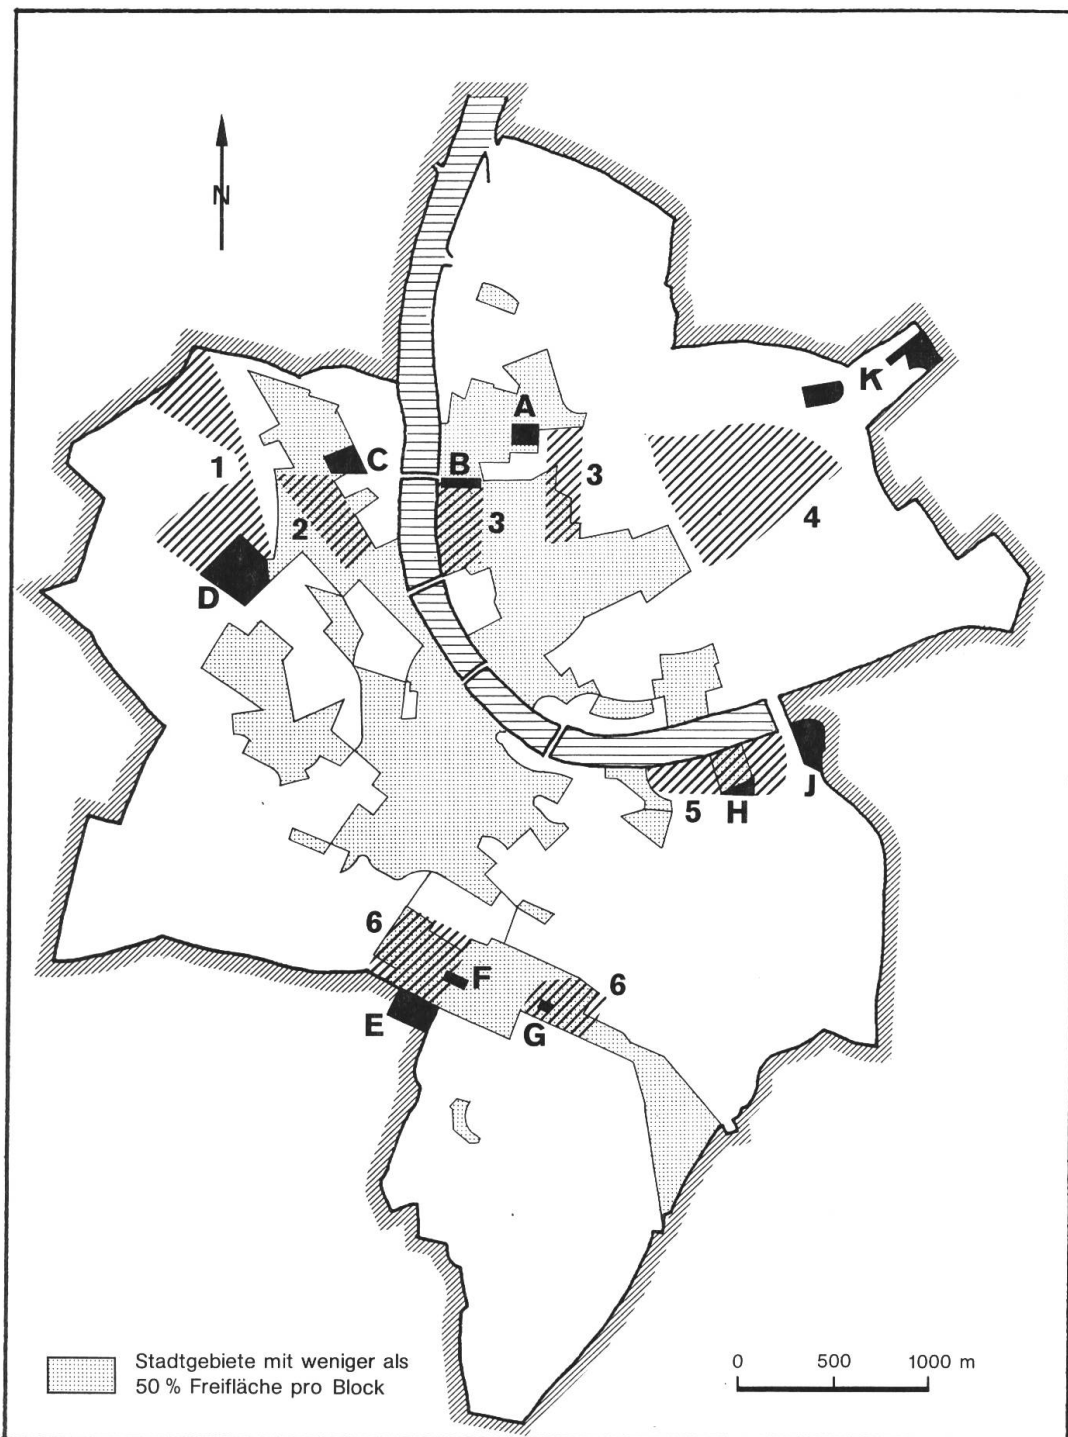 N
K
A
C
B
1
3
2
3
4
D
J
5
H
6
F
6
E
G
Stadtgebiete mit weniger als
50 % Freifläche pro Block
0 500 1000 m